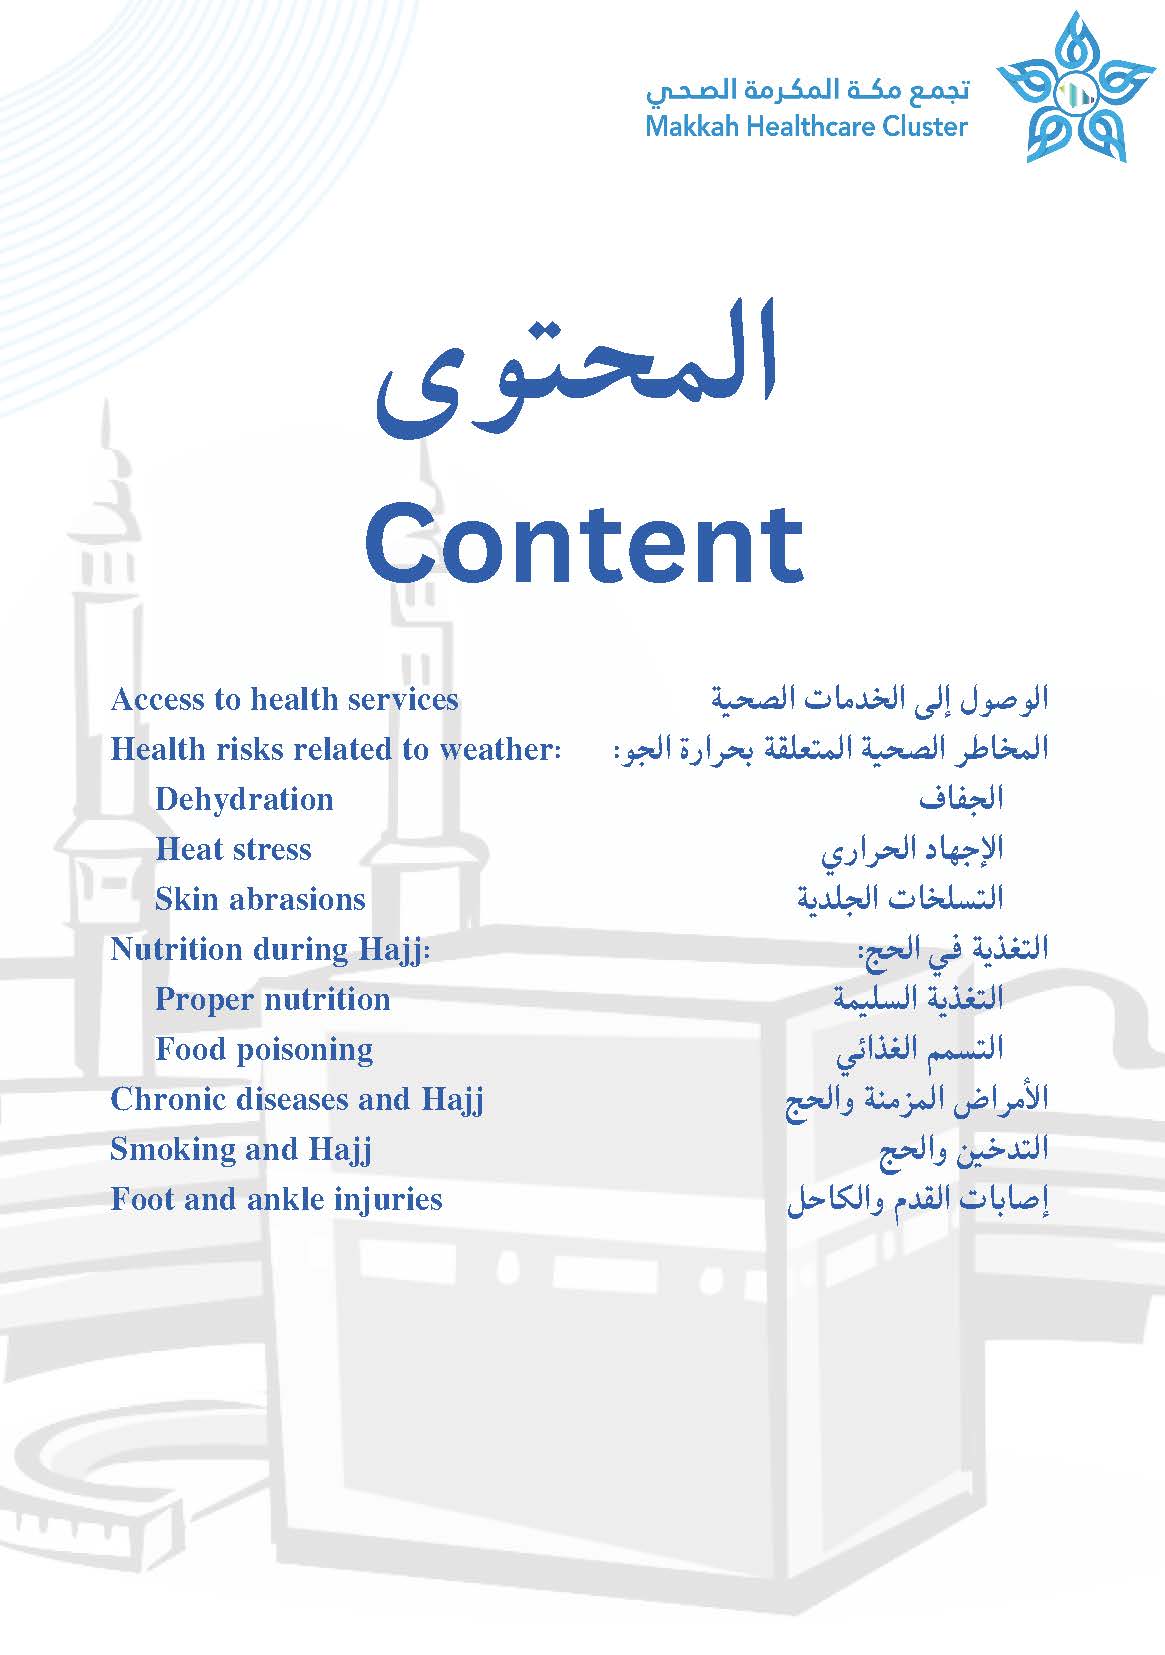 تجمع مكة المكرمة الصحي
Makkah Healthcare Cluster
المحتوى
Content
Access to health services
الوصول إلى الخدمات الصحية
Health risks related to weather:
المخاطر الصحية المتعلقة بحرارة الجو:
Dehydration
الجفاف
Heat stress
الإجهاد الحراري
Skin abrasions
التسلخات الجلدية
Nutrition during Hajj:
التغذية في الحج:
Proper nutrition
التغذية السليمة
Food poisoning
التسمم الغذائي
Chronic diseases and Hajj
الأمراض المزمنة والحج
Smoking and Hajj
التدخين والحج
Foot and ankle injuries
إصابات القدم والكاحل